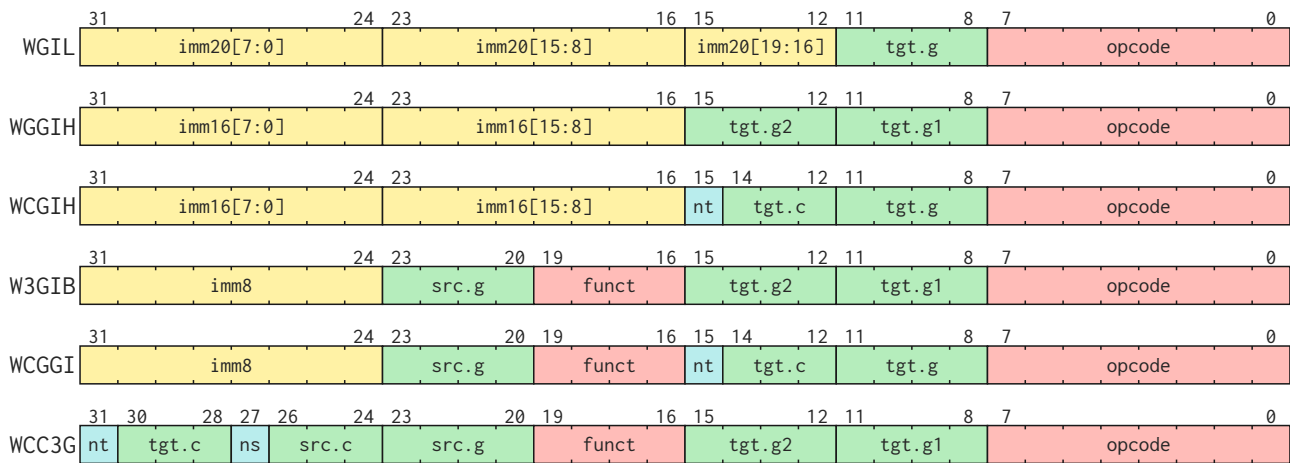 31 24 23 16 15 12 11 8 7 0
WGIL imm20[7:0] imm20[15:8] imm20[19:16] tgt.g opcode
31 24 23 16 15 12 11 8 7 0
WGGIH imm16[7:0] imm16[15:8] tgt.g2 tgt.g1 opcode
31 24 23 16 15 14 12 11 8 7 0
WCGIH imm16[7:0] imm16[15:8] nt tgt.c tgt.g opcode
31 24 23 20 19 16 15 12 11 8 7 0
W3GIB imm8 src.g funct tgt.g2 tgt.g1 opcode
31 24 23 20 19 16 15 14 12 11 8 7 0
WCGGI imm8 src.g funct nt tgt.c tgt.g opcode
31 30 28 27 26 24 23 20 19 16 15 12 11 8 7 0
WCC3G nt tgt.c ns src.c src.g funct tgt.g2 tgt.g1 opcode